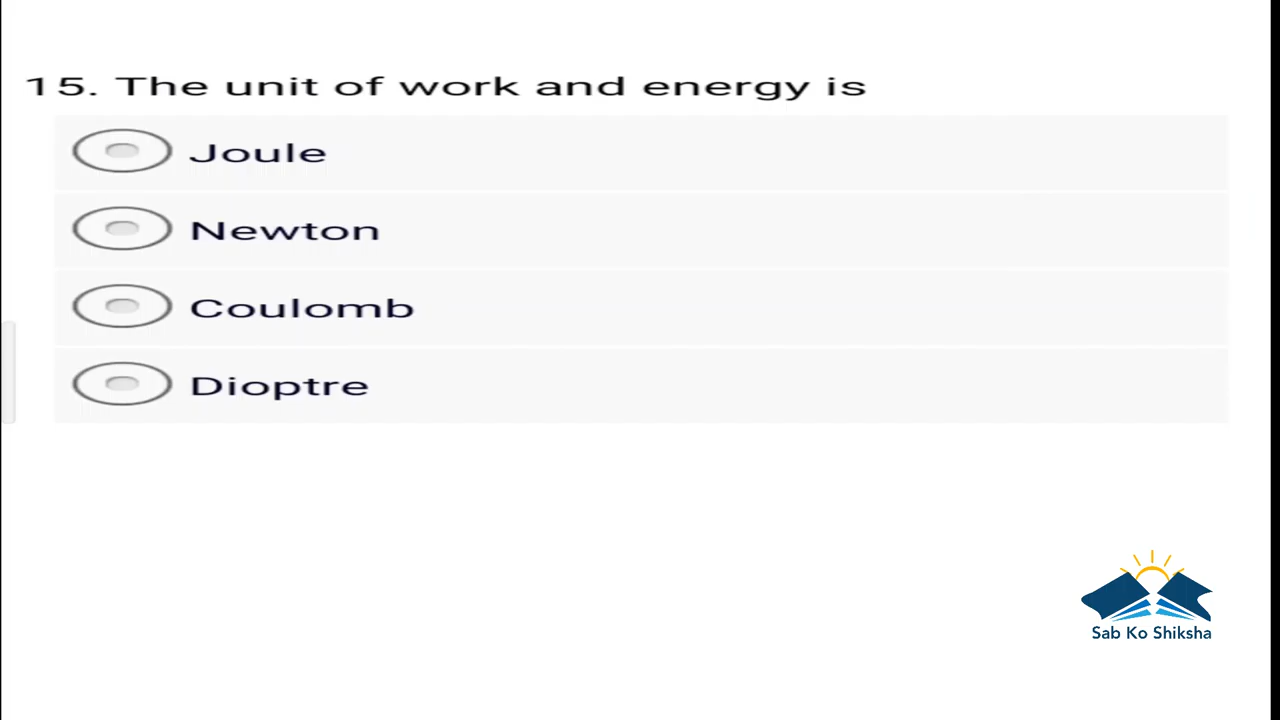 15. The unit of work and energy is
Joule
Newton
Coulomb
Dioptre
Sab Ko Shiksha